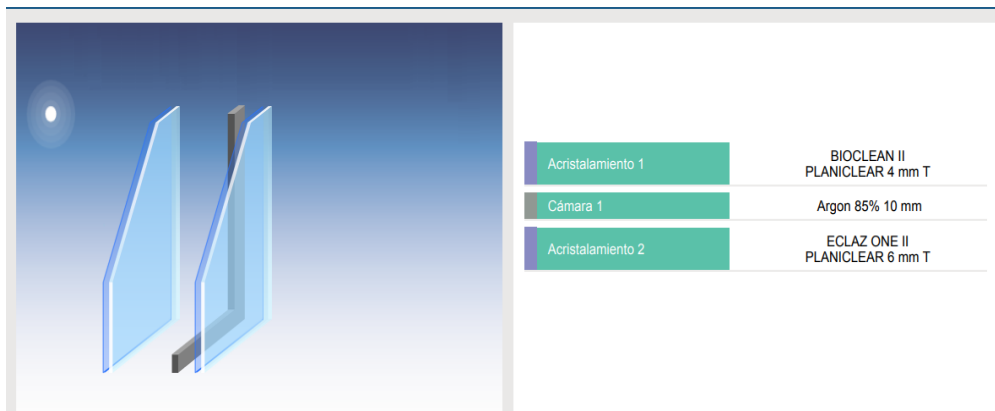 Acristalamiento 1
BIOCLEAN II
PLANICLEAR 4 mm T
Cámara 1
Argon 85% 10 mm
Acristalamiento 2
ECLAZ ONE II
PLANICLEAR 6 mm T